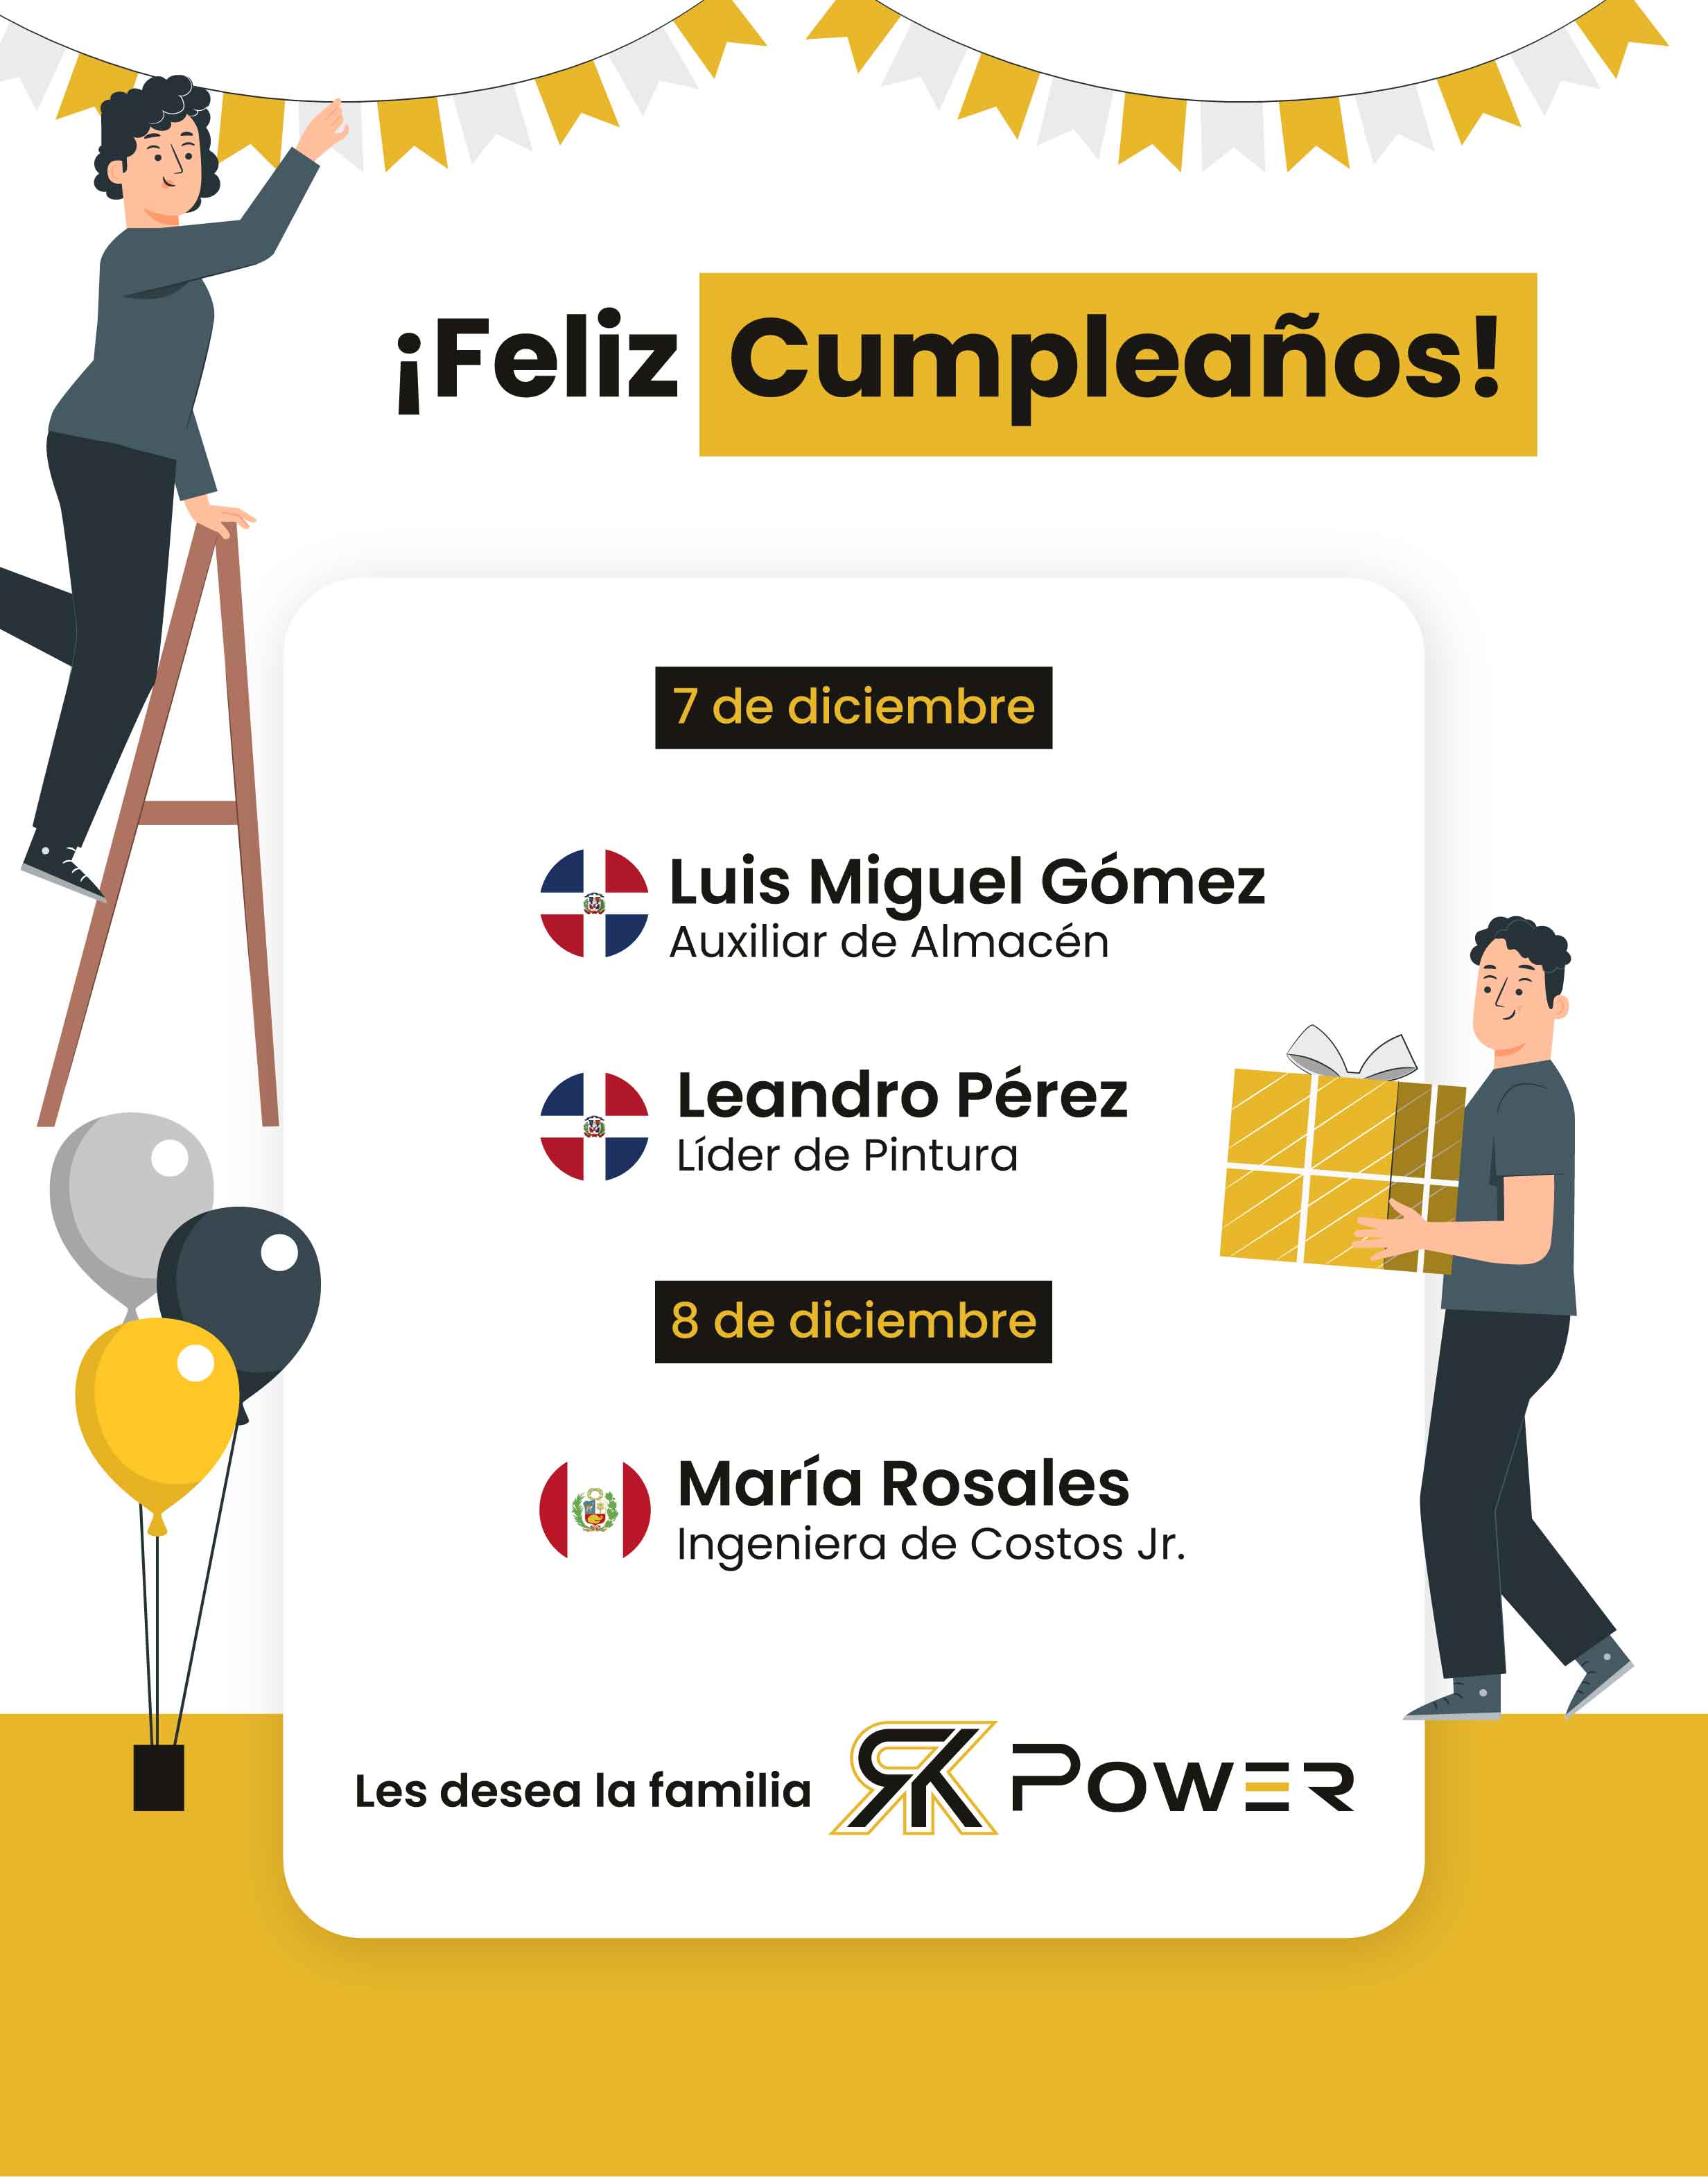 ¡Feliz Cumpleaños!
7 de diciembre
Luis Miguel Gómez
Auxiliar de Almacén
Leandro Pérez
Líder de Pintura
8 de diciembre
María Rosales
Ingeniera de Costos Jr.
Les desea la familia RK Power